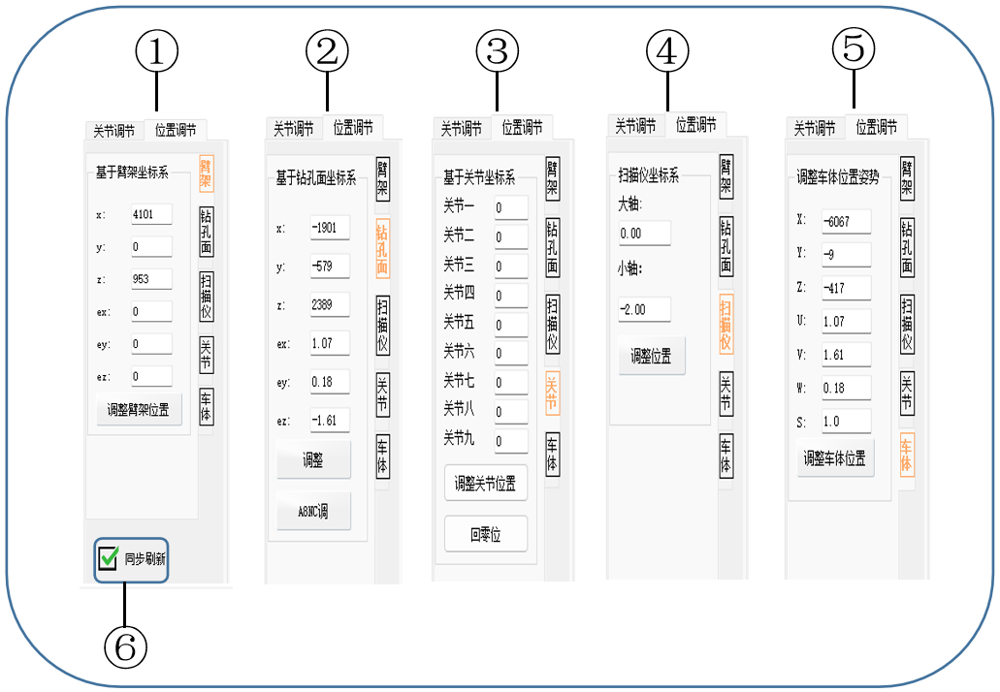 ①
关节调节 位置调节
基于臂架坐标系
x: 4101
y: 0
z: 953
ex: 0
ey: 0
ez: 0
调整臂架位置
臂架
钻孔面
扫描仪
关节
车体
同步刷新
⑥
②
关节调节 位置调节
基于钻孔面坐标系
x: -1901
y: -579
z: 2389
ex: 1.07
ey: 0.18
ez: -1.61
调整
A8NC调
臂架
钻孔面
扫描仪
关节
车体
③
关节调节 位置调节
基于关节坐标系
关节一 0
关节二 0
关节三 0
关节四 0
关节五 0
关节六 0
关节七 0
关节八 0
关节九 0
调整关节位置
回零位
臂架
钻孔面
扫描仪
关节
车体
④
关节调节 位置调节
扫描仪坐标系
大轴:
0.00
小轴:
-2.00
调整位置
臂架
钻孔面
扫描仪
关节
车体
⑤
关节调节 位置调节
调整车体位置姿势
X: -6067
Y: -9
Z: -417
U: 1.07
V: 1.61
W: 0.18
S: 1.0
调整车体位置
臂架
钻孔面
扫描仪
关节
车体